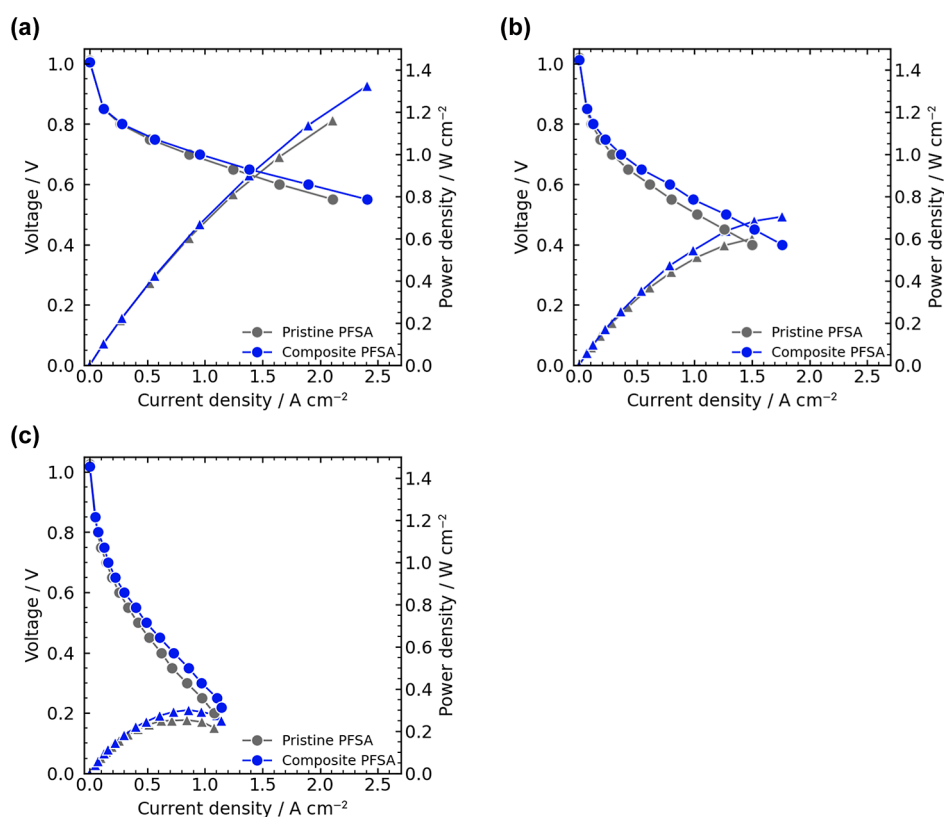 (a)
1.0
0.8
0.6
0.4
0.2
0.0
Voltage / V
1.4
1.2
1.0
0.8
0.6
0.4
0.2
0.0
Power density / W cm⁻²
Pristine PFSA
Composite PFSA
0.0 0.5 1.0 1.5 2.0 2.5
Current density / A cm⁻²
(b)
1.0
0.8
0.6
0.4
0.2
0.0
Voltage / V
1.4
1.2
1.0
0.8
0.6
0.4
0.2
0.0
Power density / W cm⁻²
Pristine PFSA
Composite PFSA
0.0 0.5 1.0 1.5 2.0 2.5
Current density / A cm⁻²
(c)
1.0
0.8
0.6
0.4
0.2
0.0
Voltage / V
1.4
1.2
1.0
0.8
0.6
0.4
0.2
0.0
Power density / W cm⁻²
Pristine PFSA
Composite PFSA
0.0 0.5 1.0 1.5 2.0 2.5
Current density / A cm⁻²